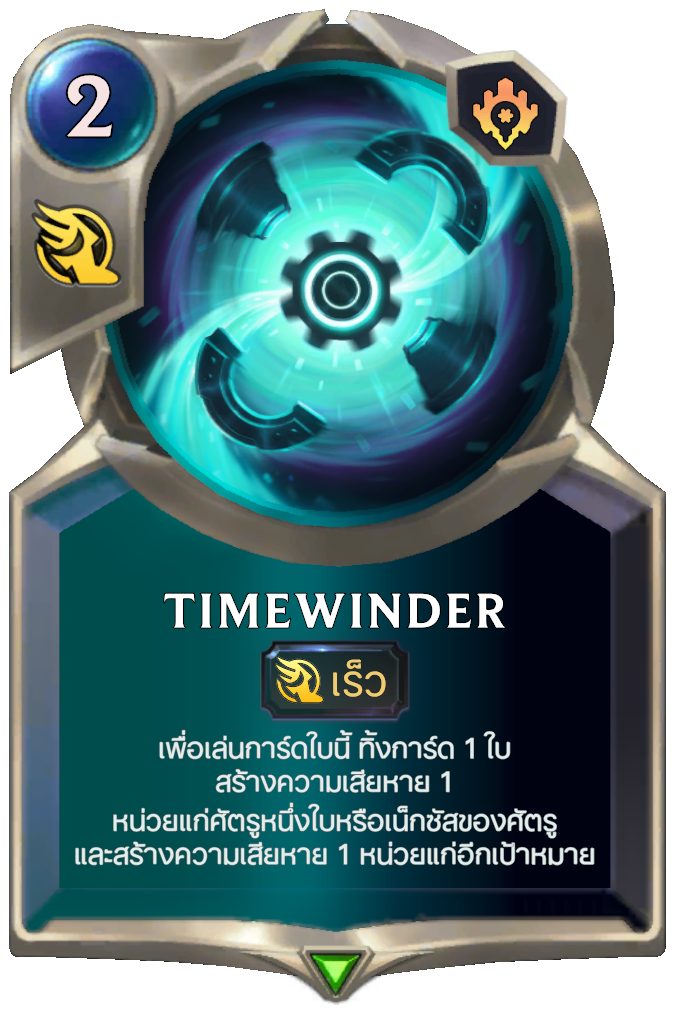 2
TIMEWINDER
เร็ว
เพื่อเล่นการ์ดใบนี้ ทิ้งการ์ด 1 ใบ
สร้างความเสียหาย 1
หน่วยแก่ศัตรูหนึ่งใบหรือเน็กซัสของศัตรู
และสร้างความเสียหาย 1 หน่วยแก่อีกเป้าหมาย